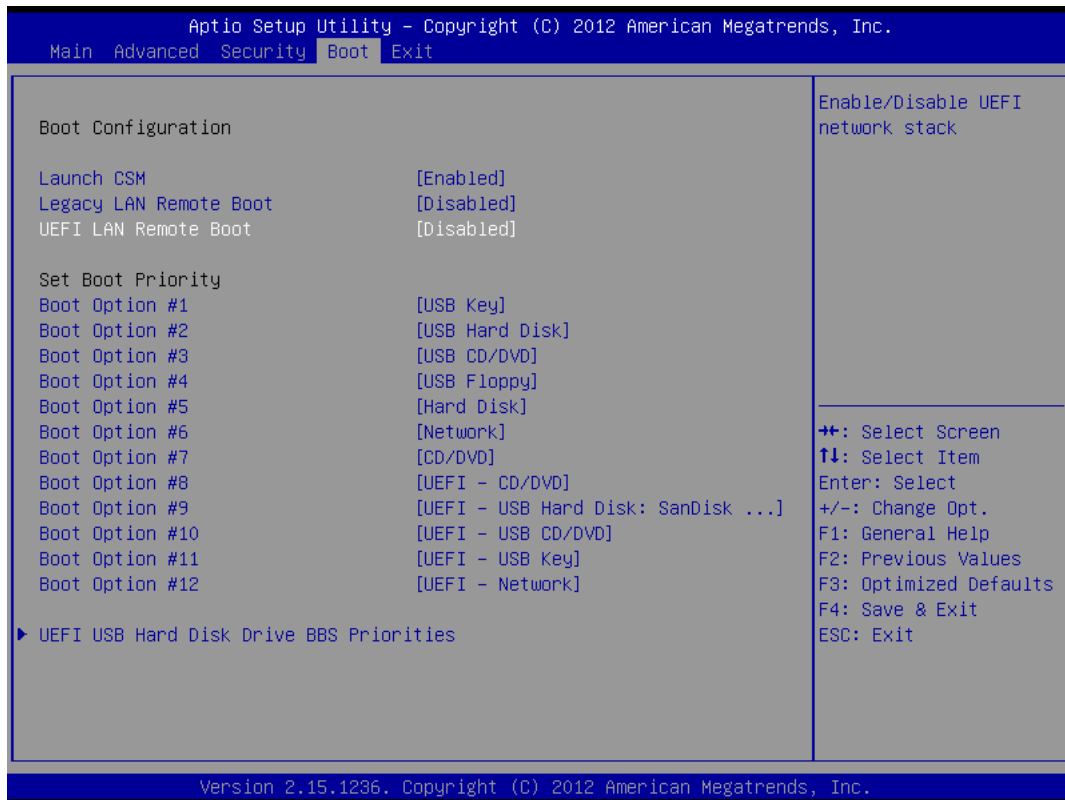 Aptio Setup Utility – Copyright (C) 2012 American Megatrends, Inc.
Main Advanced Security Boot Exit
Boot Configuration
Launch CSM [Enabled]
Legacy LAN Remote Boot [Disabled]
UEFI LAN Remote Boot [Disabled]
Set Boot Priority
Boot Option #1 [USB Key]
Boot Option #2 [USB Hard Disk]
Boot Option #3 [USB CD/DVD]
Boot Option #4 [USB Floppy]
Boot Option #5 [Hard Disk]
Boot Option #6 [Network]
Boot Option #7 [CD/DVD]
Boot Option #8 [UEFI – CD/DVD]
Boot Option #9 [UEFI – USB Hard Disk: SanDisk ...]
Boot Option #10 [UEFI – USB CD/DVD]
Boot Option #11 [UEFI – USB Key]
Boot Option #12 [UEFI – Network]
▶ UEFI USB Hard Disk Drive BBS Priorities
Enable/Disable UEFI
network stack
→←: Select Screen
↑↓: Select Item
Enter: Select
+/–: Change Opt.
F1: General Help
F2: Previous Values
F3: Optimized Defaults
F4: Save & Exit
ESC: Exit
Version 2.15.1236. Copyright (C) 2012 American Megatrends, Inc.